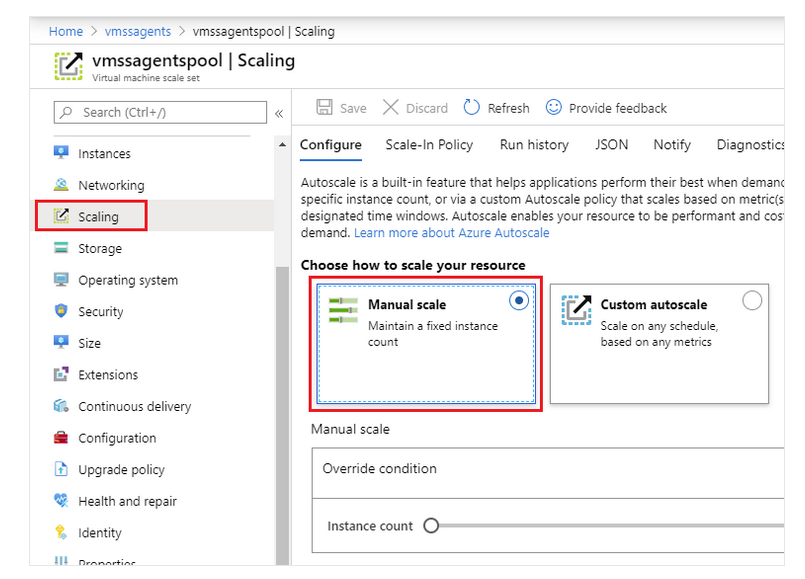 Home > vmssagents > vmssagentspool | Scaling
vmssagentspool | Scaling
Virtual machine scale set
Search (Ctrl+/)
«
Save
Discard
Refresh
Provide feedback
Instances
Networking
Scaling
Storage
Operating system
Security
Size
Extensions
Continuous delivery
Configuration
Upgrade policy
Health and repair
Identity
Properties
Configure
Scale-In Policy
Run history
JSON
Notify
Diagnostics
Autoscale is a built-in feature that helps applications perform their best when demand
specific instance count, or via a custom Autoscale policy that scales based on metric(s
designated time windows. Autoscale enables your resource to be performant and cos
demand. Learn more about Azure Autoscale
Choose how to scale your resource
Manual scale
Maintain a fixed instance
count
Custom autoscale
Scale on any schedule,
based on any metrics
Manual scale
Override condition
Instance count